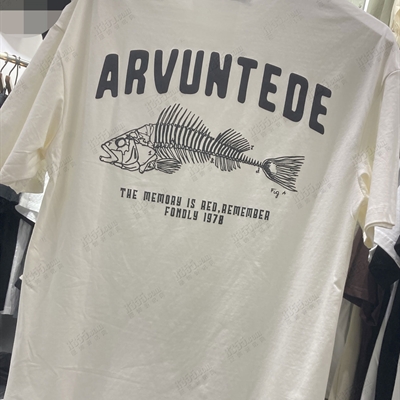 ARVUNTEDE
Fig A
THE MEMORY IS RED.REMEMBER
FONDLY 1978